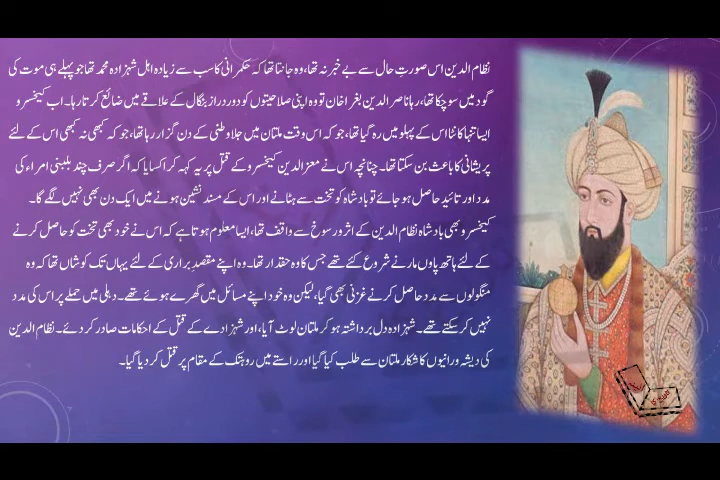 نظام الدین اس صورتِ حال سے بے خبر نہ تھا، وہ جانتا تھا کہ حکمرانی کا سب سے زیادہ اہل شہزادہ محمد تھا جو پہلے ہی موت کی
گود میں سو چکا تھا، رہا ناصر الدین بغرا خان تو وہ اپنی صلاحیتوں کو دور دراز بنگال کے علاقے میں ضائع کر تا رہا۔ اب کیخسرو
ایسا تنہا کانٹا اس کے پہلو میں رہ گیا تھا، جو کہ اس وقت ملتان میں جلاوطنی کے دن گزار رہا تھا، جو کہ کبھی نہ کبھی اس کے لئے
پریشانی کا باعث بن سکتا تھا۔ چنانچہ اس نے معز الدین کیخسرو کے قتل پر یہ کہہ کر اکسایا کہ اگر صرف چند بلبنی امراء کی
مدد اور تائید حاصل ہو جائے تو بادشاہ کو تخت سے ہٹانے اور اس کے مسند نشین ہونے میں ایک دن بھی نہیں لگے گا۔
کیخسرو بھی بادشاہ نظام الدین کے اثر و رسوخ سے واقف تھا، ایسا معلوم ہوتا ہے کہ اس نے خود بھی تخت کو حاصل کرنے
کے لئے ہاتھ پاوں مارنے شروع کئے تھے جس کا وہ حقدار تھا۔ وہ اپنے مقصدِ براری کے لئے یہاں تک کوشاں تھا کہ وہ
منگولوں سے مدد حاصل کرنے غزنی بھی گیا، لیکن وہ خود اپنے مسائل میں گھرے ہوئے تھے۔ دہلی میں حملے پر اس کی مدد
نہیں کر سکتے تھے۔ شہزادہ دل برداشتہ ہو کر ملتان لوٹ آیا، اور شہزادے کے قتل کے احکامات صادر کر دئے۔ نظام الدین
کی دیشہ ورانیوں کا شکار ملتان سے طلب کیا گیا اور راستے میں روہتک کے مقام پر قتل کر دیا گیا۔